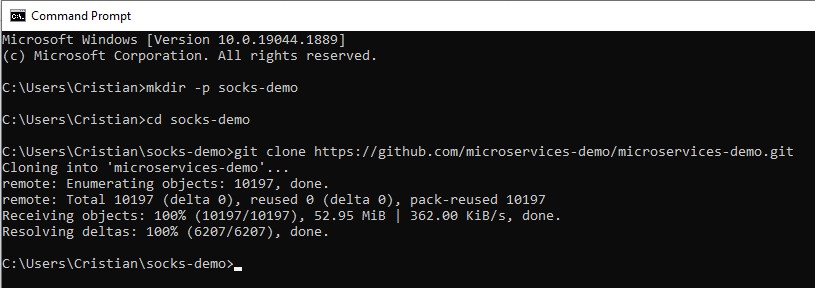 Command Prompt
Microsoft Windows [Version 10.0.19044.1889]
(c) Microsoft Corporation. All rights reserved.
C:\Users\Cristian>mkdir -p socks-demo
C:\Users\Cristian>cd socks-demo
C:\Users\Cristian\socks-demo>git clone https://github.com/microservices-demo/microservices-demo.git
Cloning into 'microservices-demo'...
remote: Enumerating objects: 10197, done.
remote: Total 10197 (delta 0), reused 0 (delta 0), pack-reused 10197
Receiving objects: 100% (10197/10197), 52.95 MiB | 362.00 KiB/s, done.
Resolving deltas: 100% (6207/6207), done.
C:\Users\Cristian\socks-demo>